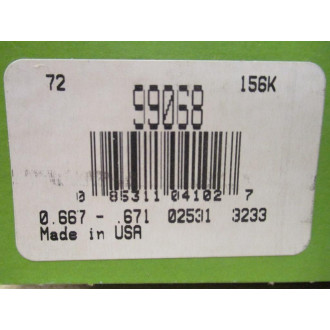 72 156K
99068
0 85311 04102 7
0.667 - .671 02531 3233
Made in USA